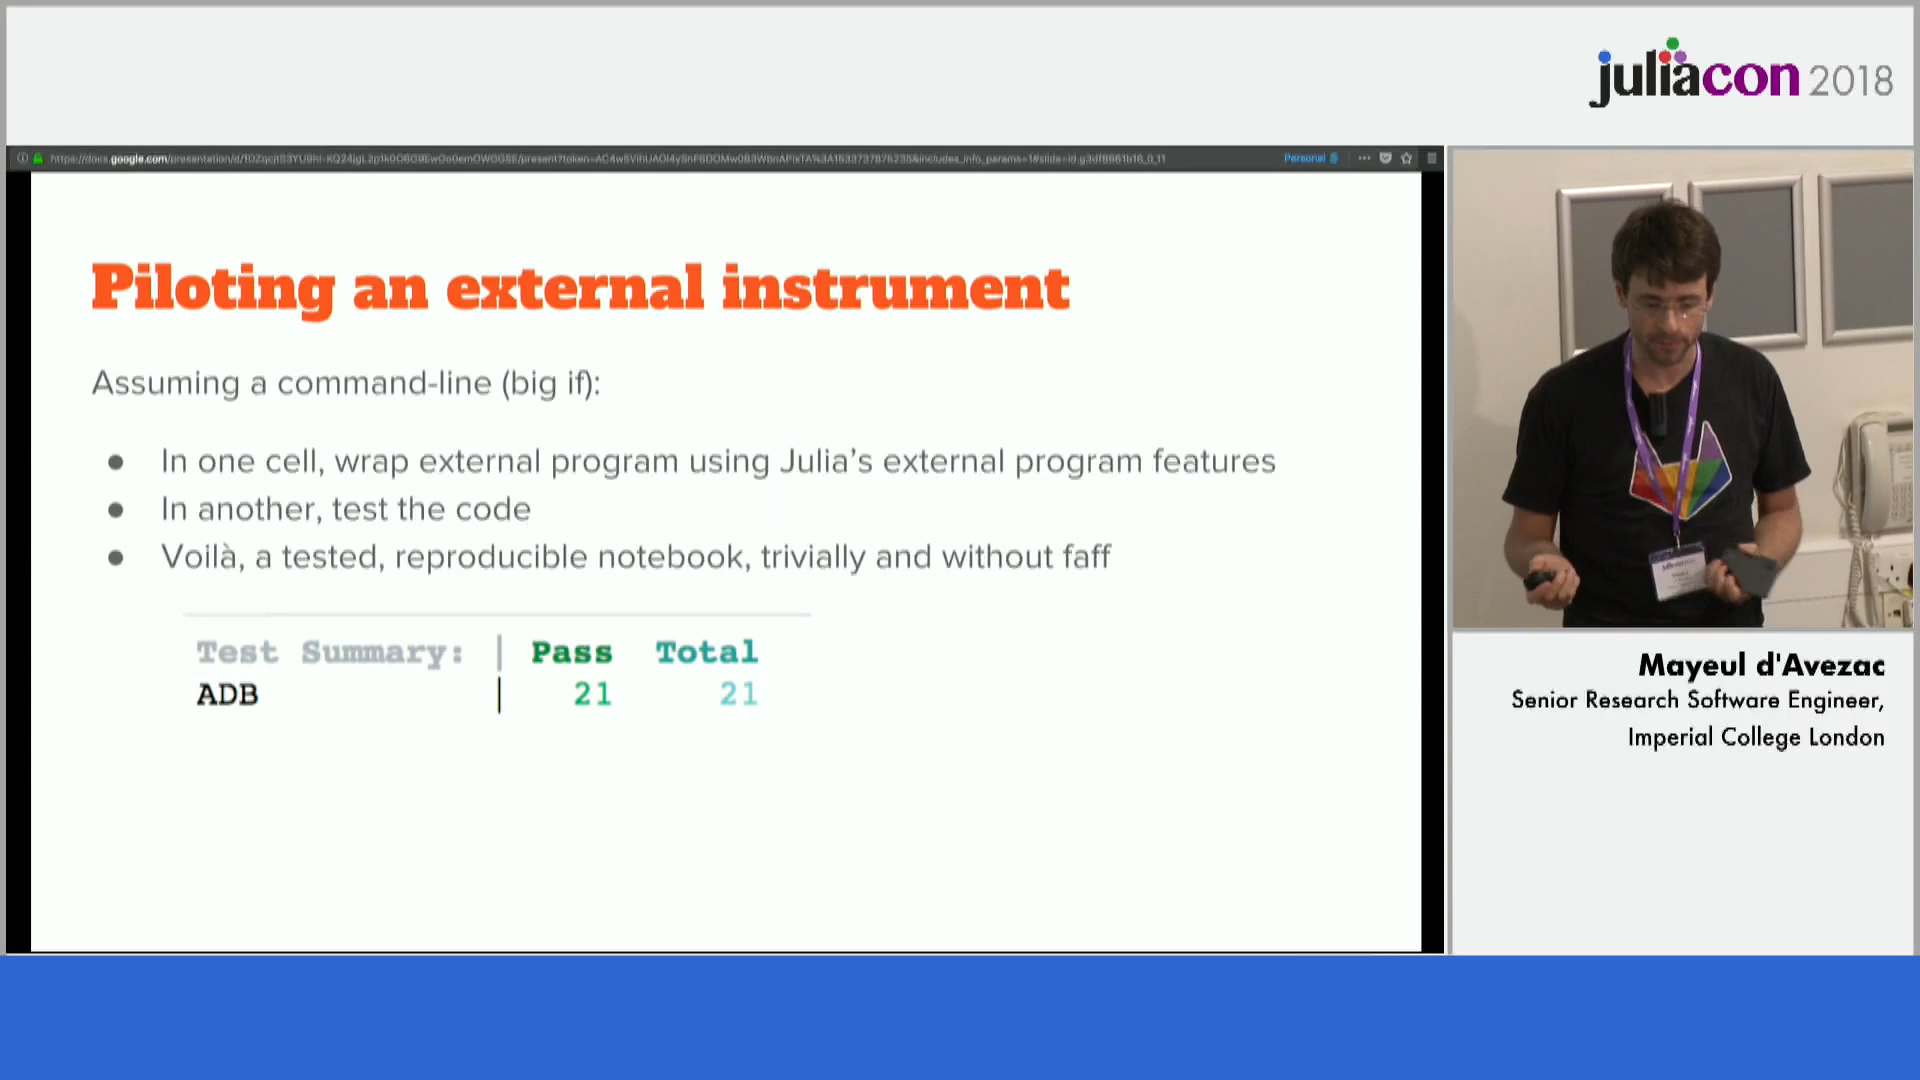 juliacon 2018
Personal
Piloting an external instrument
Assuming a command-line (big if):
● In one cell, wrap external program using Julia's external program features
● In another, test the code
● Voilà, a tested, reproducible notebook, trivially and without faff
Test Summary: | Pass Total
ADB | 21 21
Mayeul d'Avezac
Senior Research Software Engineer,
Imperial College London